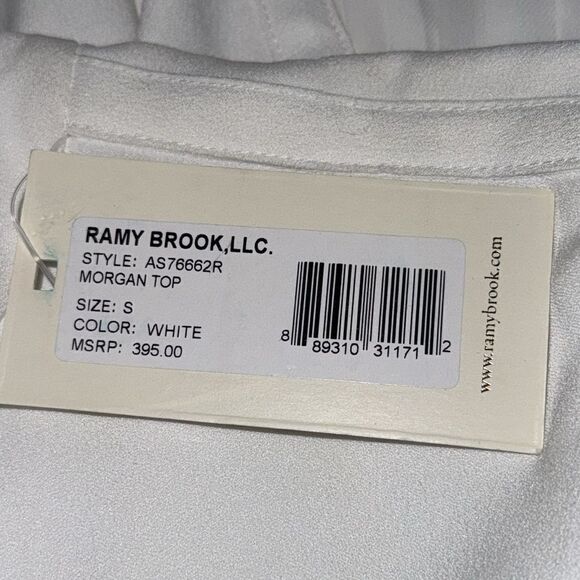 RAMY BROOK,LLC.
STYLE: AS76662R
MORGAN TOP
SIZE: S
COLOR: WHITE
MSRP: 395.00
8 89310 31171 2
www.ramybrook.com